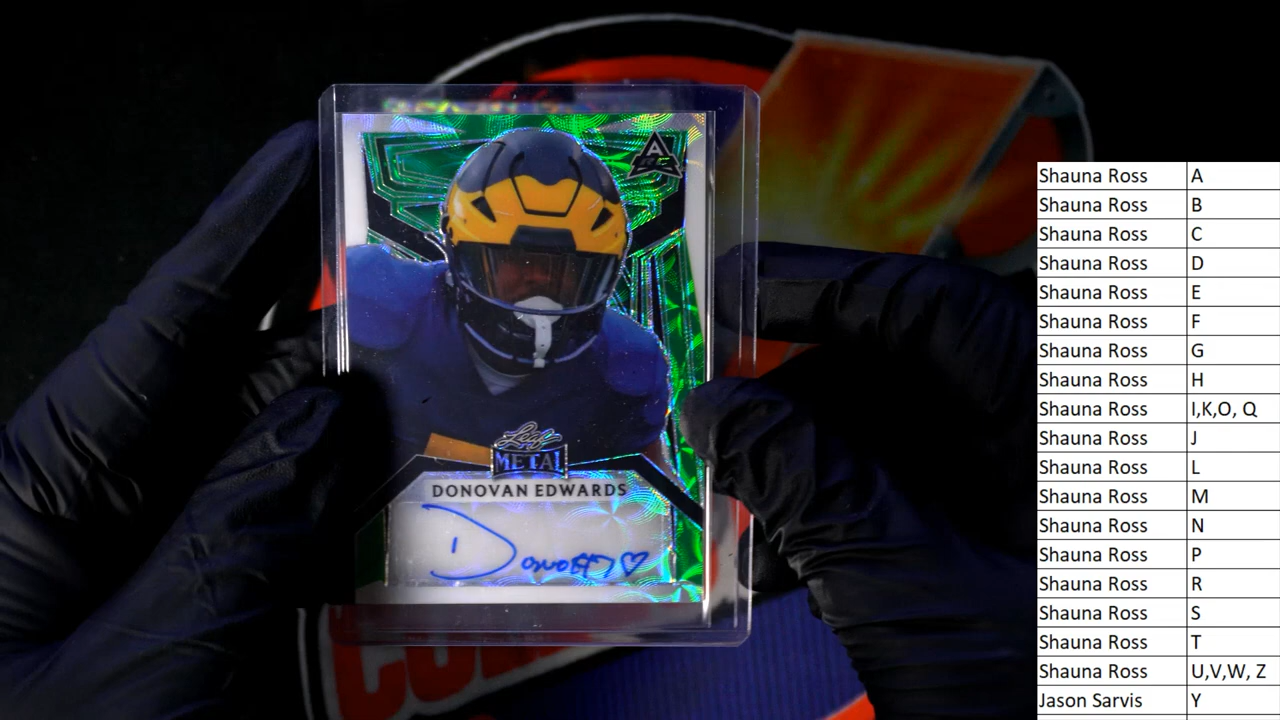 Leaf
METAL
DONOVAN EDWARDS
Shauna Ross A
Shauna Ross B
Shauna Ross C
Shauna Ross D
Shauna Ross E
Shauna Ross F
Shauna Ross G
Shauna Ross H
Shauna Ross I,K,O, Q
Shauna Ross J
Shauna Ross L
Shauna Ross M
Shauna Ross N
Shauna Ross P
Shauna Ross R
Shauna Ross S
Shauna Ross T
Shauna Ross U,V,W, Z
Jason Sarvis Y